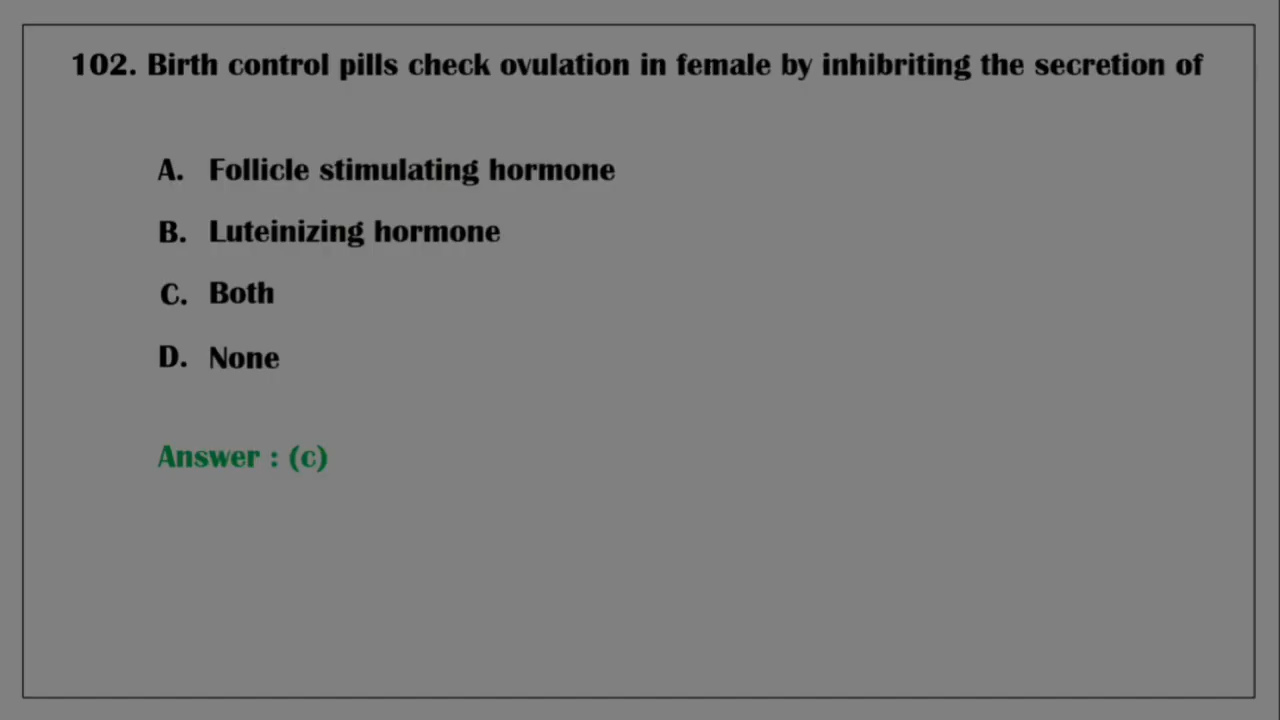 102. Birth control pills check ovulation in female by inhibriting the secretion of
A. Follicle stimulating hormone
B. Luteinizing hormone
C. Both
D. None
Answer : (c)